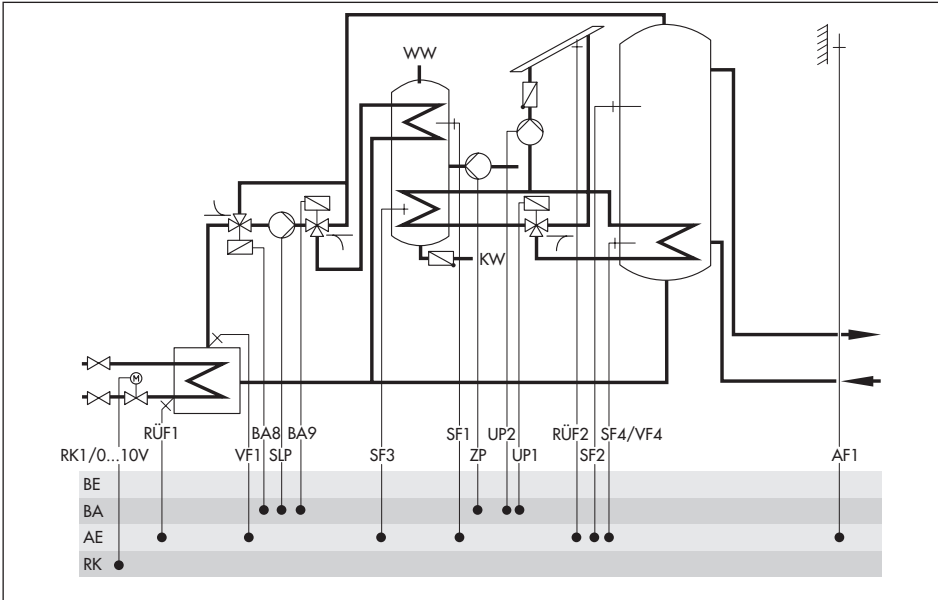 WW
KW
M
RÜF1 BA8 BA9 SF1 UP2 RÜF2 SF4/VF4
RK1/0...10V VF1 SLP SF3 ZP UP1 SF2 AF1
BE
BA
AE
RK